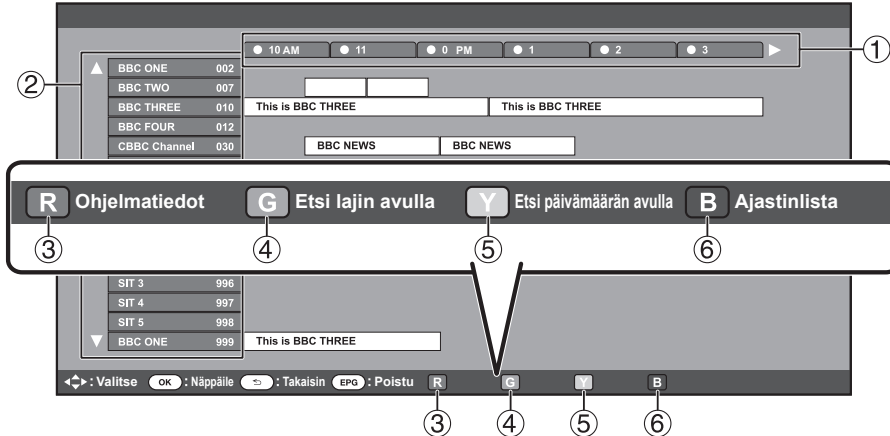 10 AM 11 0 PM 1 2 3
①
②
BBC ONE 002
BBC TWO 007
BBC THREE 010 This is BBC THREE This is BBC THREE
BBC FOUR 012
CBBC Channel 030 BBC NEWS BBC NEWS
R Ohjelmatiedot G Etsi lajin avulla Y Etsi päivämäärän avulla B Ajastinlista
③ ④ ⑤ ⑥
SIT 3 996
SIT 4 997
SIT 5 998
BBC ONE 999 This is BBC THREE
: Valitse OK : Näppäile : Takaisin EPG : Poistu R G Y B
③ ④ ⑤ ⑥